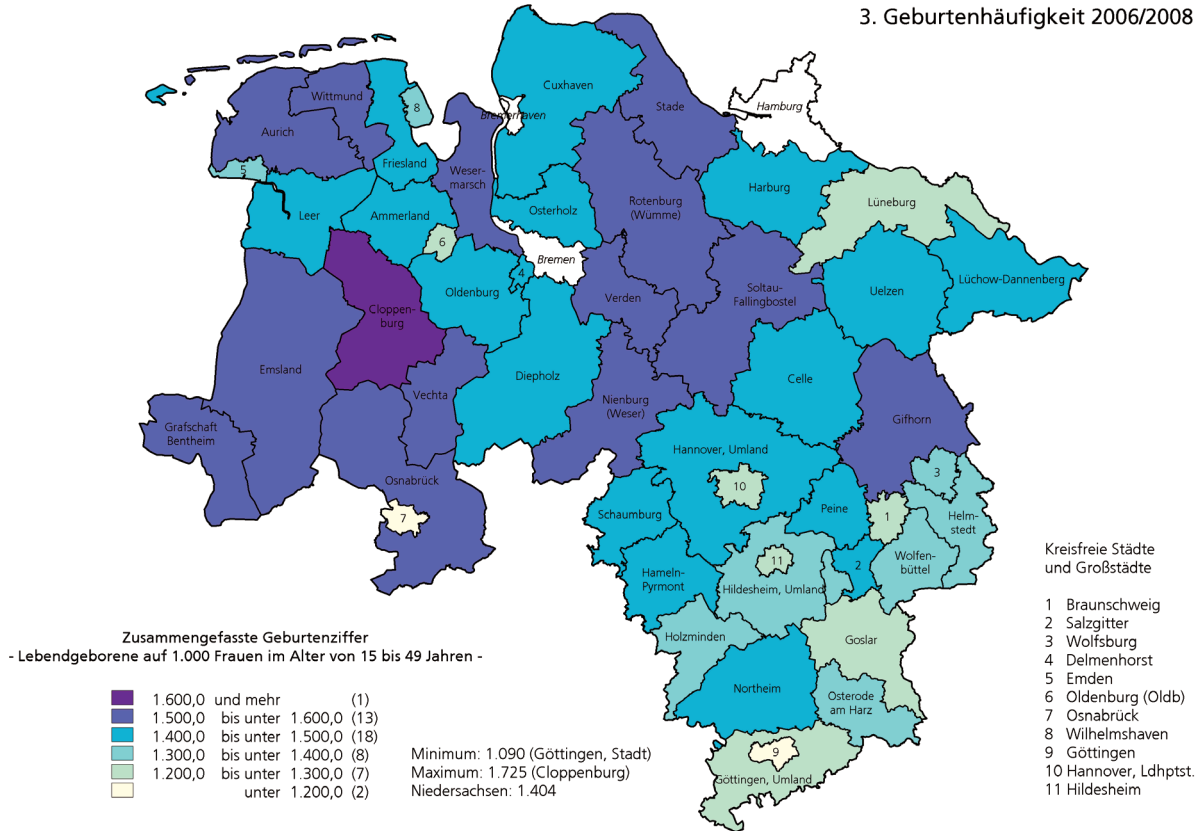 3. Geburtenhäufigkeit 2006/2008
Cuxhaven
Hamburg
Wittmund
8
Bremerhaven
Stade
Aurich
Friesland
5
Weser-
marsch
Harburg
Lüneburg
Leer
Ammerland
Osterholz
Rotenburg
(Wümme)
6
Bremen
4
Oldenburg
Verden
Soltau-
Fallingbostel
Uelzen
Lüchow-Dannenberg
Cloppen-
burg
Emsland
Diepholz
Celle
Vechta
Nienburg
(Weser)
Gifhorn
Grafschaft
Bentheim
Hannover, Umland
Osnabrück
3
10
7
Schaumburg
Peine
1
Helm-
stedt
Wolfen-
büttel
11
2
Hameln-
Pyrmont
Hildesheim, Umland
Holzminden
Goslar
Northeim
Osterode
am Harz
9
Göttingen, Umland
Kreisfreie Städte
und Großstädte
1 Braunschweig
2 Salzgitter
3 Wolfsburg
4 Delmenhorst
5 Emden
6 Oldenburg (Oldb)
7 Osnabrück
8 Wilhelmshaven
9 Göttingen
10 Hannover, Ldhptst.
11 Hildesheim
Zusammengefasste Geburtenziffer
- Lebendgeborene auf 1.000 Frauen im Alter von 15 bis 49 Jahren -
1.600,0 und mehr (1)
1.500,0 bis unter 1.600,0 (13)
1.400,0 bis unter 1.500,0 (18)
1.300,0 bis unter 1.400,0 (8)
1.200,0 bis unter 1.300,0 (7)
unter 1.200,0 (2)
Minimum: 1.090 (Göttingen, Stadt)
Maximum: 1.725 (Cloppenburg)
Niedersachsen: 1.404